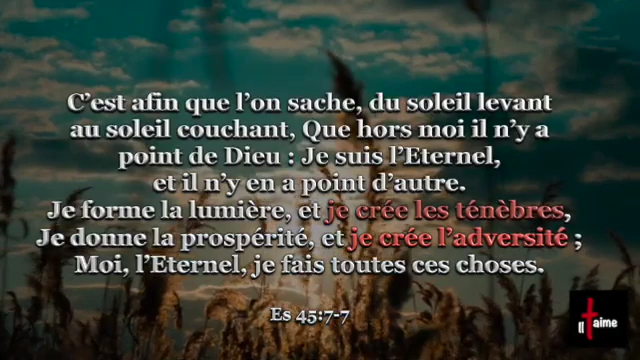 C'est afin que l'on sache, du soleil levant
au soleil couchant, Que hors moi il n'y a
point de Dieu : Je suis l'Eternel,
et il n'y en a point d'autre.
Je forme la lumière, et je crée les ténèbres,
Je donne la prospérité, et je crée l'adversité ;
Moi, l'Eternel, je fais toutes ces choses.
Es 45:7-7
Il t'aime